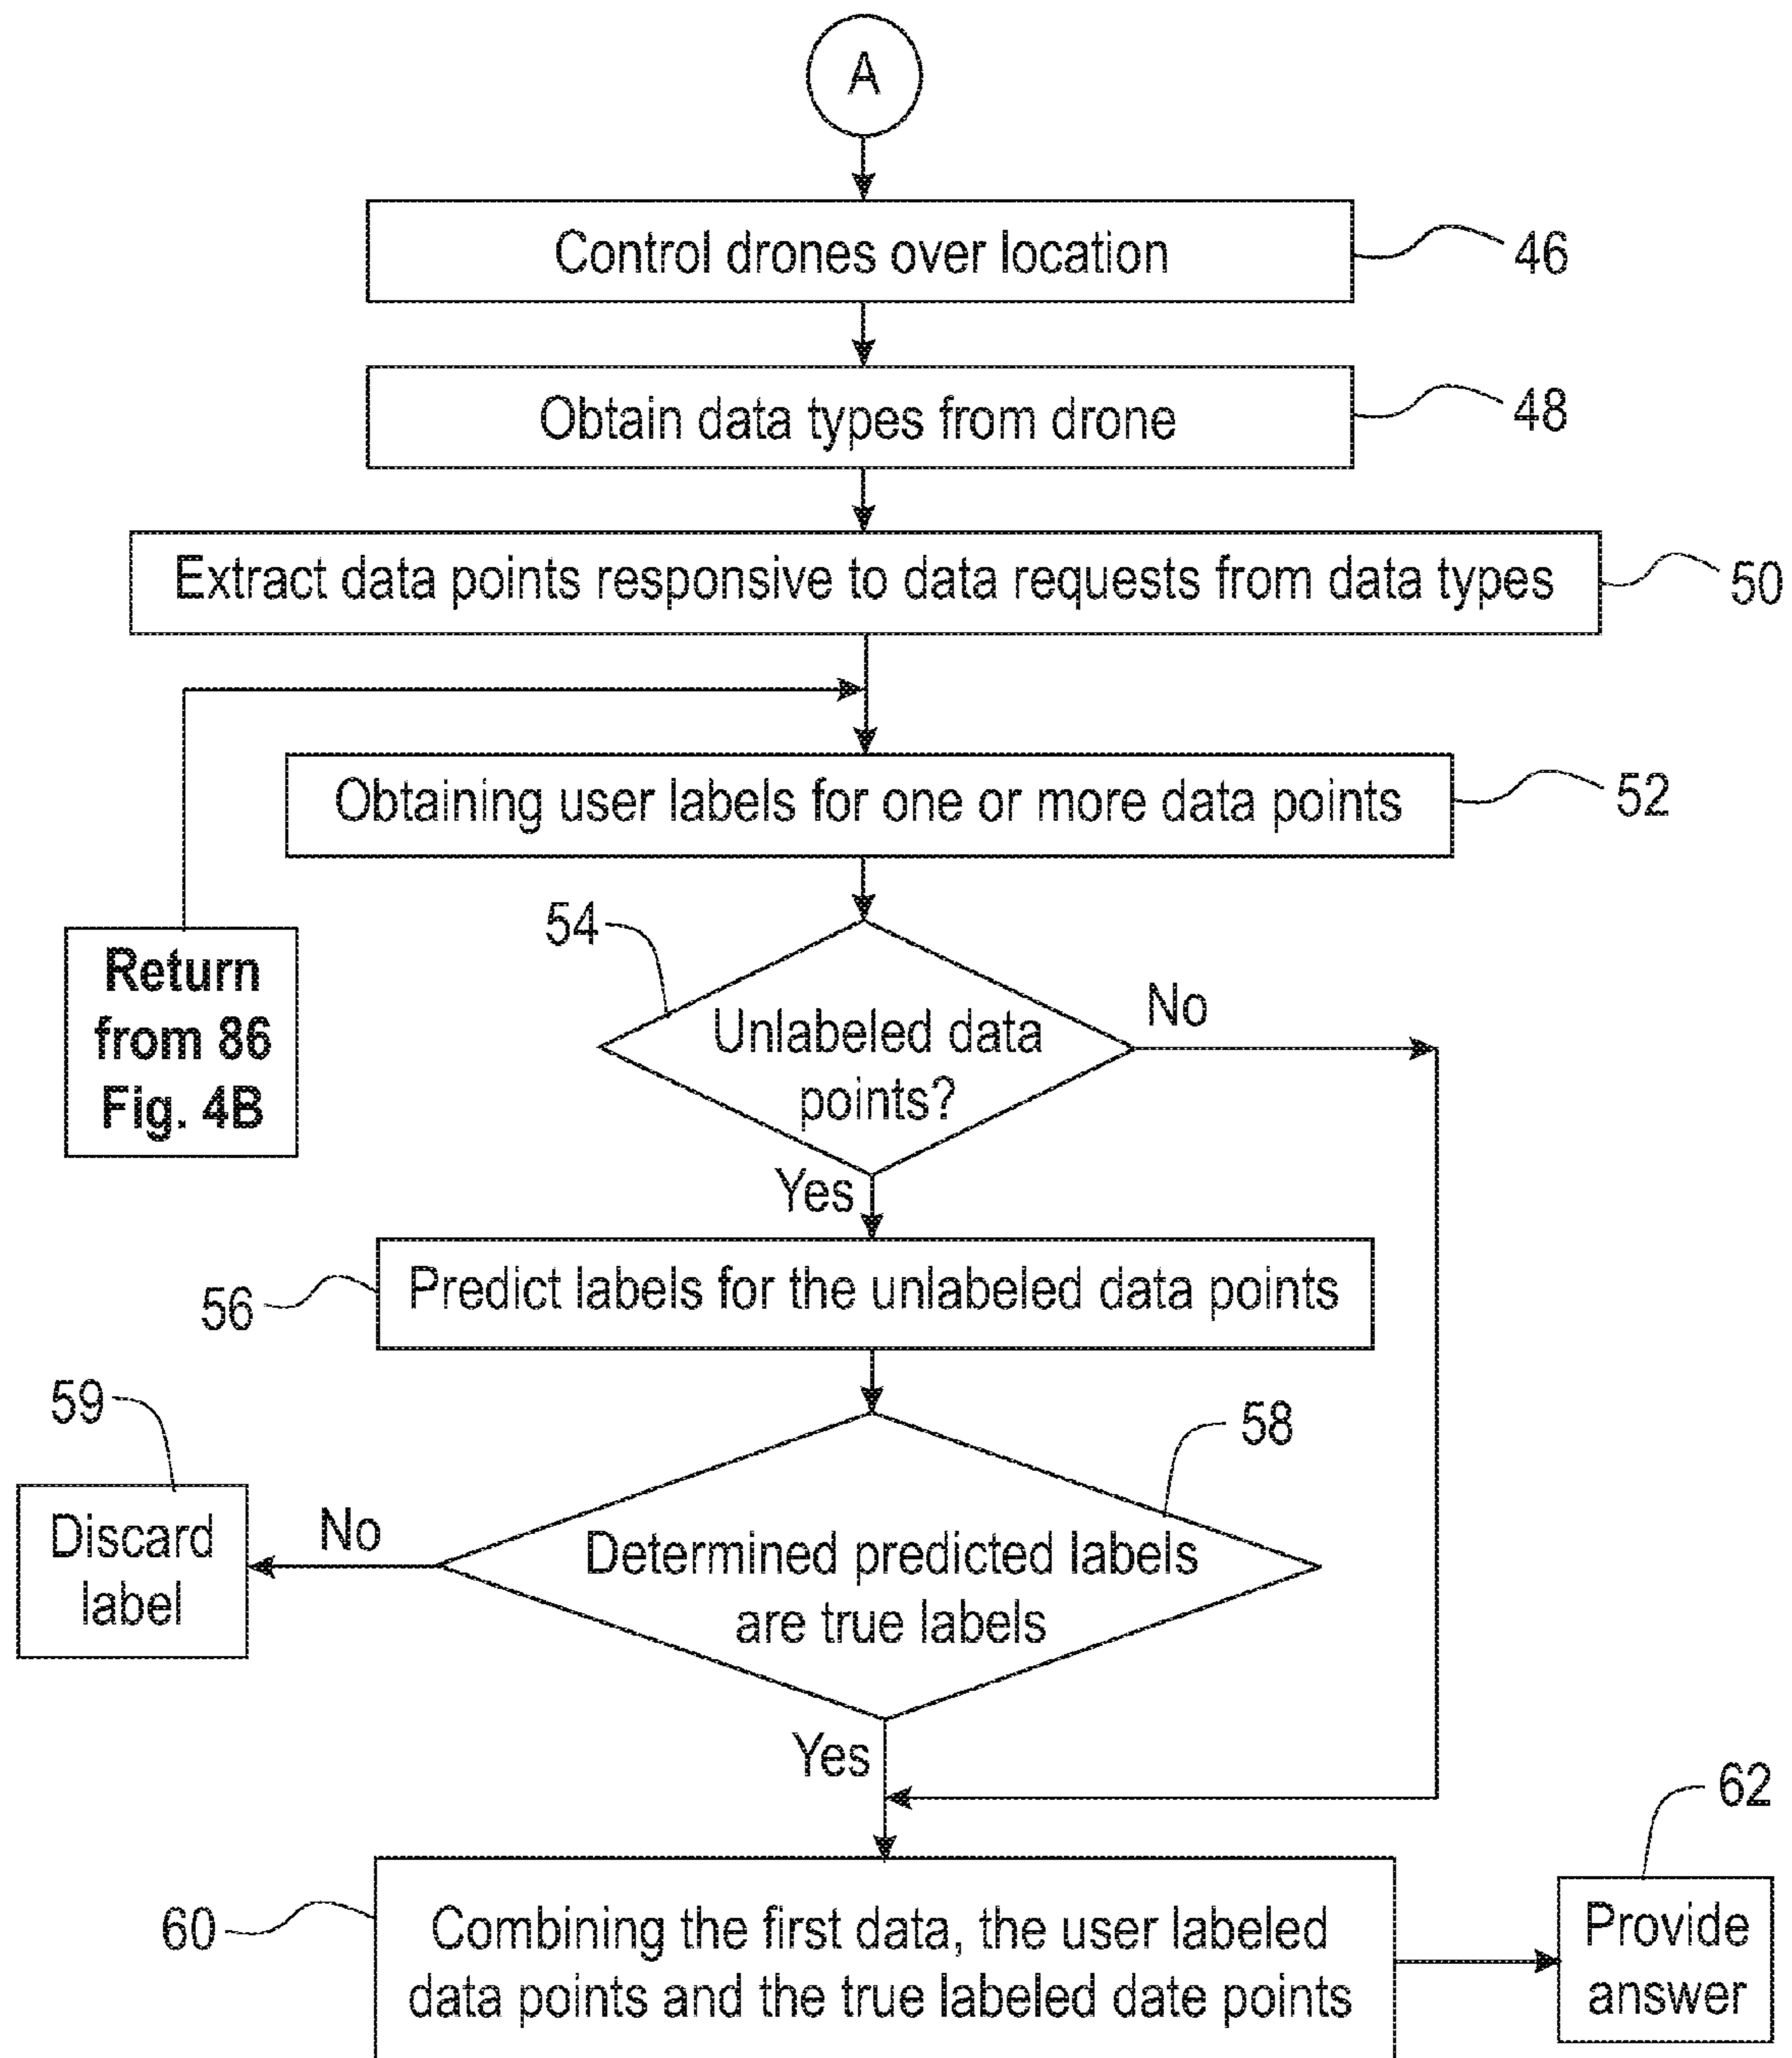 A
Control drones over location
46
Obtain data types from drone
48
Extract data points responsive to data requests from data types
50
Obtaining user labels for one or more data points
52
Return
from 86
Fig. 4B
54
Unlabeled data
points?
No
Yes
Predict labels for the unlabeled data points
56
59
58
Discard
label
No
Determined predicted labels
are true labels
Yes
62
60
Combining the first data, the user labeled
data points and the true labeled date points
Provide
answer